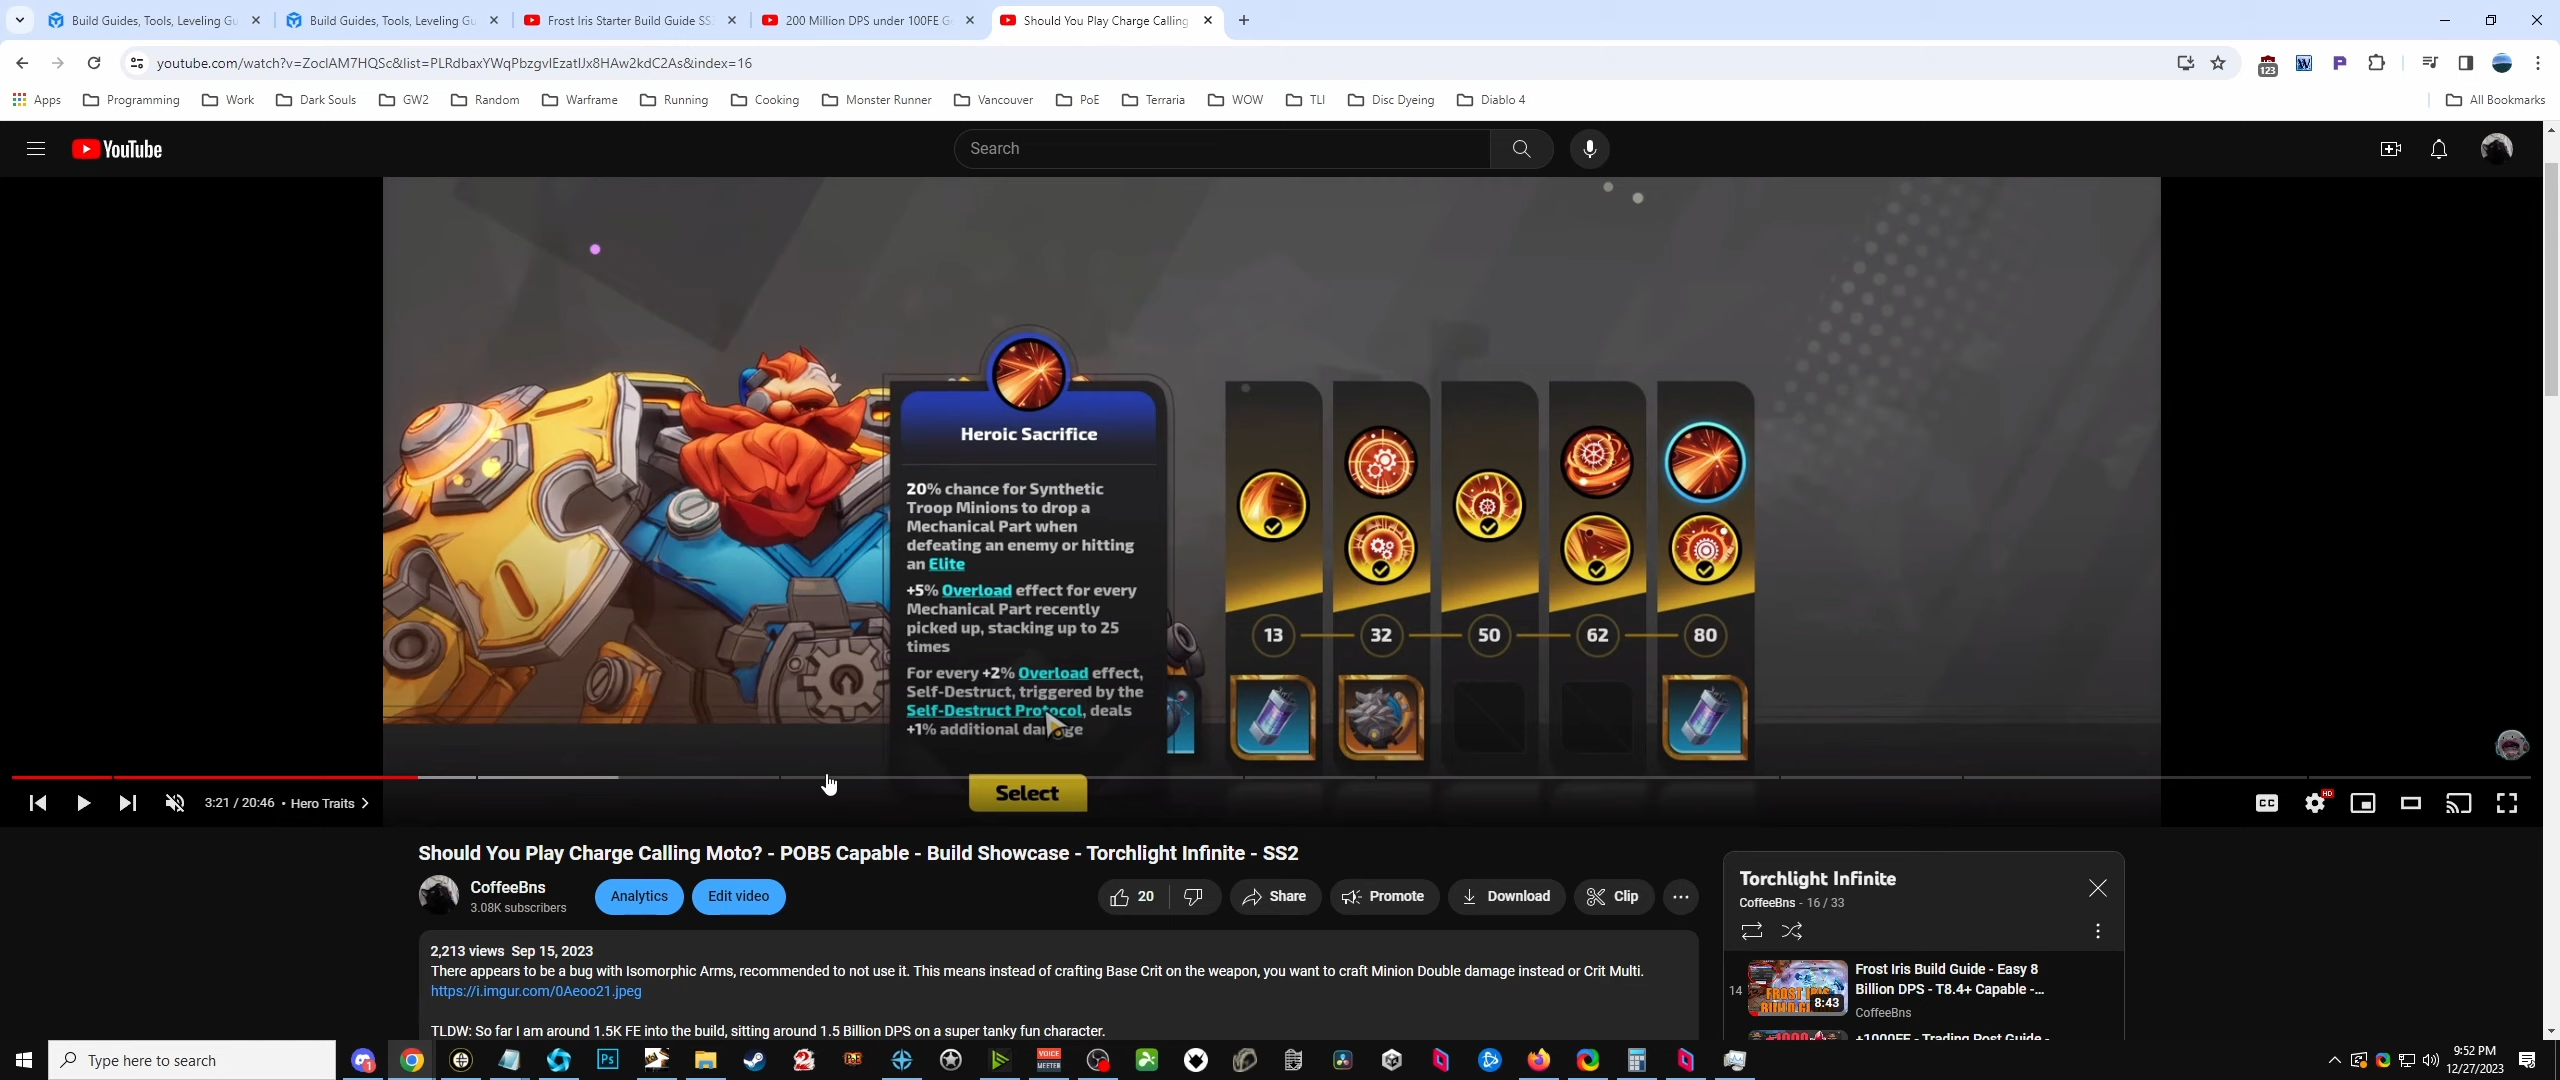 Build Guides, Tools, Leveling Gu
Build Guides, Tools, Leveling Gu
Frost Iris Starter Build Guide SS
200 Million DPS under 100FE G
Should You Play Charge Calling
youtube.com/watch?v=ZoclAM7HQSc&list=PLRdbaxYWqPbzgvlEzatIJx8HAw2kdC2As&index=16
123
Apps
Programming
Work
Dark Souls
GW2
Random
Warframe
Running
Cooking
Monster Runner
Vancouver
PoE
Terraria
WOW
TLI
Disc Dyeing
Diablo 4
All Bookmarks
YouTube
Search
Heroic Sacrifice
20% chance for Synthetic
Troop Minions to drop a
Mechanical Part when
defeating an enemy or hitting
an Elite
+5% Overload effect for every
Mechanical Part recently
picked up, stacking up to 25
times
For every +2% Overload effect,
Self-Destruct, triggered by the
Self-Destruct Protocol, deals
+1% additional damage
Select
13
32
50
62
80
3:21 / 20:46 • Hero Traits
CC
HD
Should You Play Charge Calling Moto? - POB5 Capable - Build Showcase - Torchlight Infinite - SS2
CoffeeBns
3.08K subscribers
Analytics
Edit video
20
Share
Promote
Download
Clip
2,213 views Sep 15, 2023
There appears to be a bug with Isomorphic Arms, recommended to not use it. This means instead of crafting Base Crit on the weapon, you want to craft Minion Double damage instead or Crit Multi.
https://i.imgur.com/0Aeoo21.jpeg
TLDW: So far I am around 1.5K FE into the build, sitting around 1.5 Billion DPS on a super tanky fun character.
Torchlight Infinite
CoffeeBns - 16 / 33
14
8:43
Frost Iris Build Guide - Easy 8
Billion DPS - T8.4+ Capable -...
CoffeeBns
+1000FE - Trading Post Guide -
Type here to search
Ps
VOICE
MEETER
9:52 PM
12/27/2023